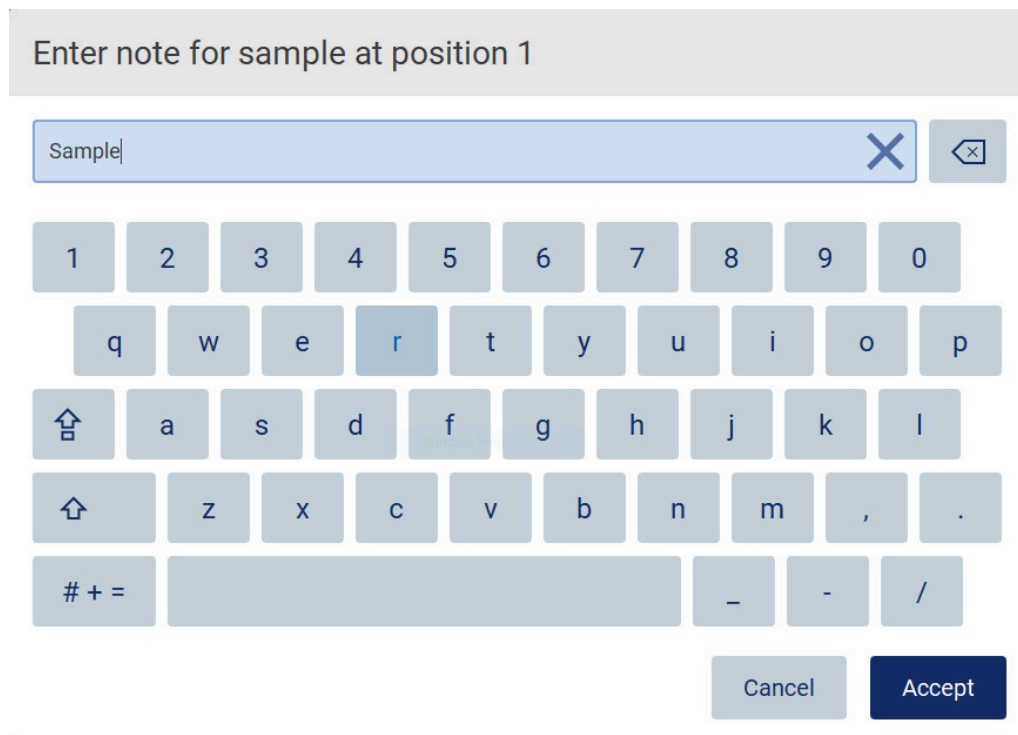 Enter note for sample at position 1
Sample
1 2 3 4 5 6 7 8 9 0
q w e r t y u i o p
a s d f g h j k l
z x c v b n m , .
# + = _ - /
Cancel Accept